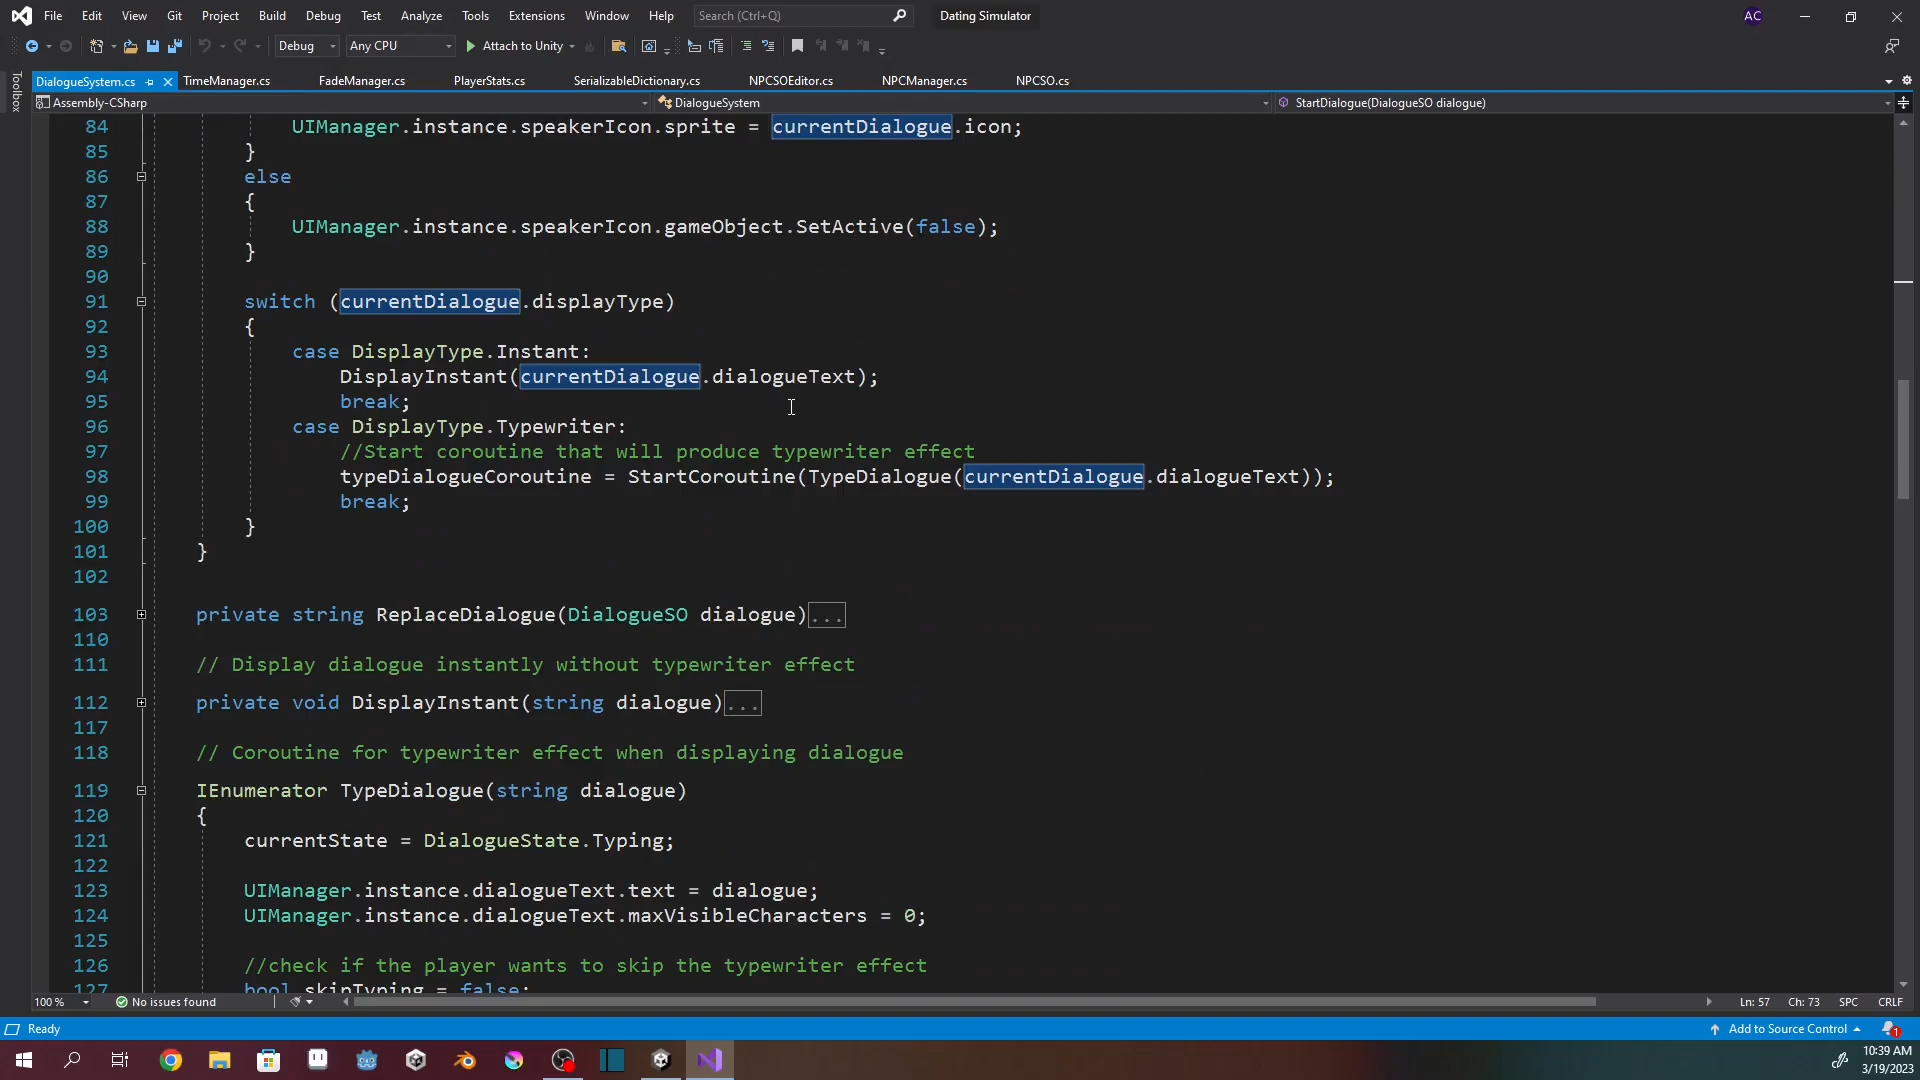 File Edit View Git Project Build Debug Test Analyze Tools Extensions Window Help Search (Ctrl+Q) Dating Simulator AC
Debug Any CPU Attach to Unity
Toolbox
DialogueSystem.cs TimeManager.cs FadeManager.cs PlayerStats.cs SerializableDictionary.cs NPCSOEditor.cs NPCManager.cs NPCSO.cs
Assembly-CSharp DialogueSystem StartDialogue(DialogueSO dialogue)
84 UIManager.instance.speakerIcon.sprite = currentDialogue.icon;
85 }
86 else
87 {
88 UIManager.instance.speakerIcon.gameObject.SetActive(false);
89 }
90
91 switch (currentDialogue.displayType)
92 {
93 case DisplayType.Instant:
94 DisplayInstant(currentDialogue.dialogueText);
95 break;
96 case DisplayType.Typewriter:
97 //Start coroutine that will produce typewriter effect
98 typeDialogueCoroutine = StartCoroutine(TypeDialogue(currentDialogue.dialogueText));
99 break;
100 }
101 }
102
103 private string ReplaceDialogue(DialogueSO dialogue)...
110
111 // Display dialogue instantly without typewriter effect
112 private void DisplayInstant(string dialogue)...
117
118 // Coroutine for typewriter effect when displaying dialogue
119 IEnumerator TypeDialogue(string dialogue)
120 {
121 currentState = DialogueState.Typing;
122
123 UIManager.instance.dialogueText.text = dialogue;
124 UIManager.instance.dialogueText.maxVisibleCharacters = 0;
125
126 //check if the player wants to skip the typewriter effect
127 bool skipTyping = false;
100 % No issues found Ln: 57 Ch: 73 SPC CRLF
Ready Add to Source Control 1
10:39 AM
3/19/2023